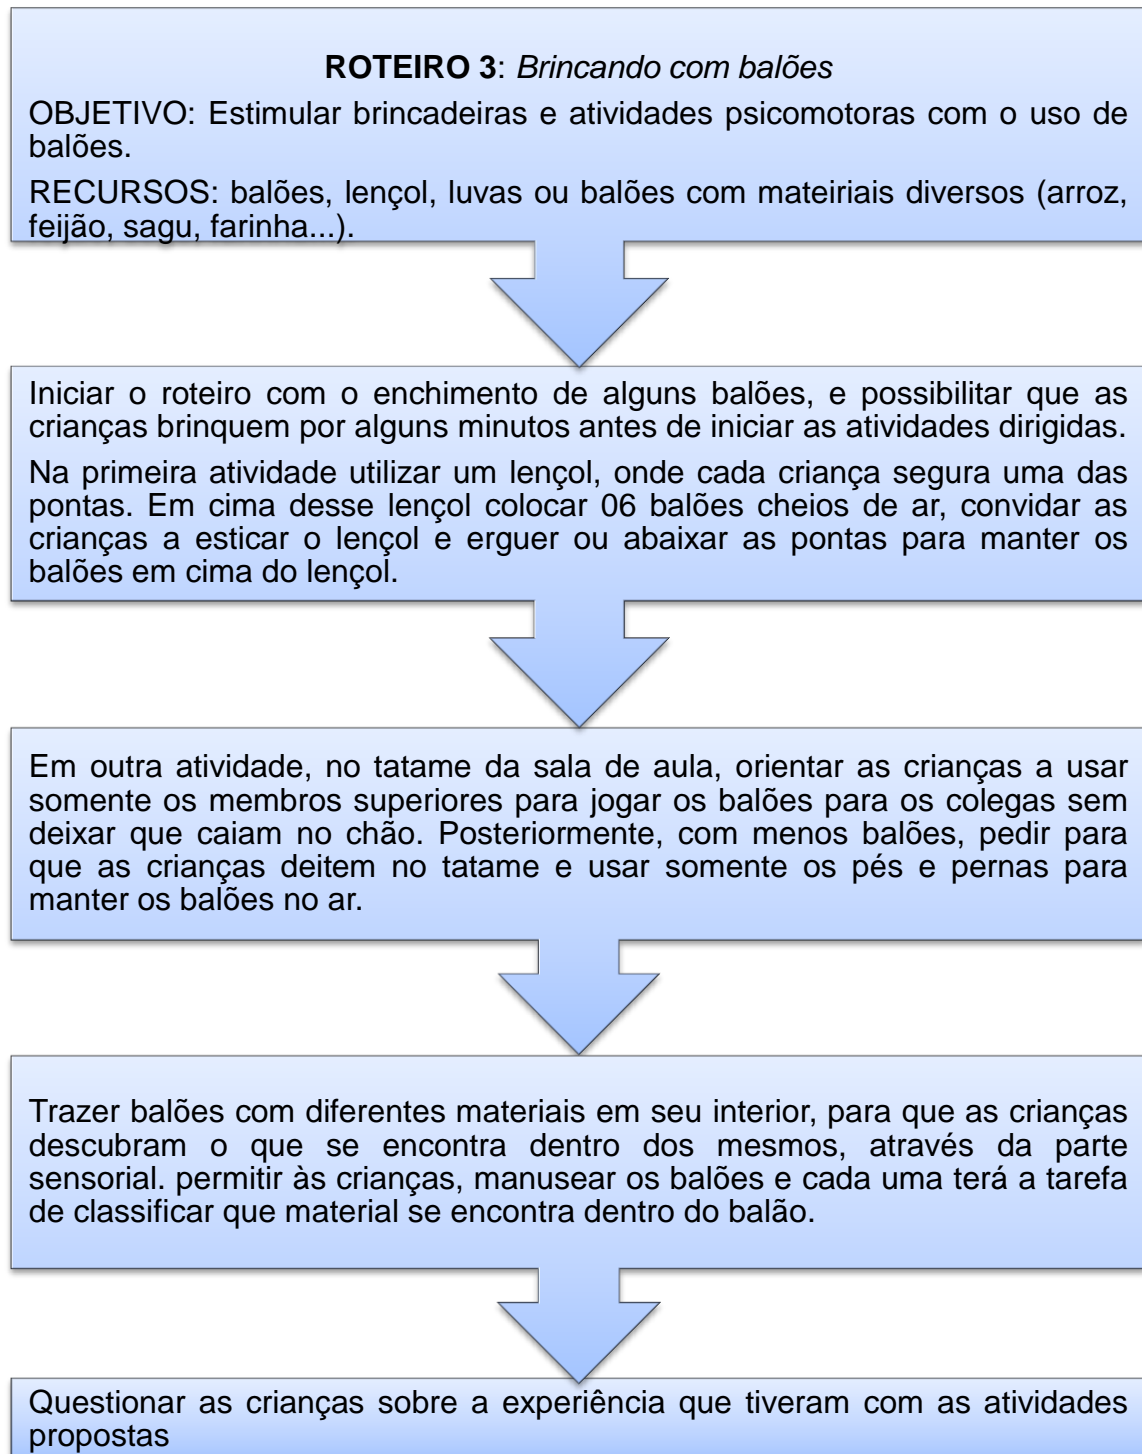 ROTEIRO 3: Brincando com balões
OBJETIVO: Estimular brincadeiras e atividades psicomotoras com o uso de
balões.
RECURSOS: balões, lençol, luvas ou balões com mateiriais diversos (arroz,
feijão, sagu, farinha...).
Iniciar o roteiro com o enchimento de alguns balões, e possibilitar que as
crianças brinquem por alguns minutos antes de iniciar as atividades dirigidas.
Na primeira atividade utilizar um lençol, onde cada criança segura uma das
pontas. Em cima desse lençol colocar 06 balões cheios de ar, convidar as
crianças a esticar o lençol e erguer ou abaixar as pontas para manter os
balões em cima do lençol.
Em outra atividade, no tatame da sala de aula, orientar as crianças a usar
somente os membros superiores para jogar os balões para os colegas sem
deixar que caiam no chão. Posteriormente, com menos balões, pedir para
que as crianças deitem no tatame e usar somente os pés e pernas para
manter os balões no ar.
Trazer balões com diferentes materiais em seu interior, para que as crianças
descubram o que se encontra dentro dos mesmos, através da parte
sensorial. permitir às crianças, manusear os balões e cada uma terá a tarefa
de classificar que material se encontra dentro do balão.
Questionar as crianças sobre a experiência que tiveram com as atividades
propostas